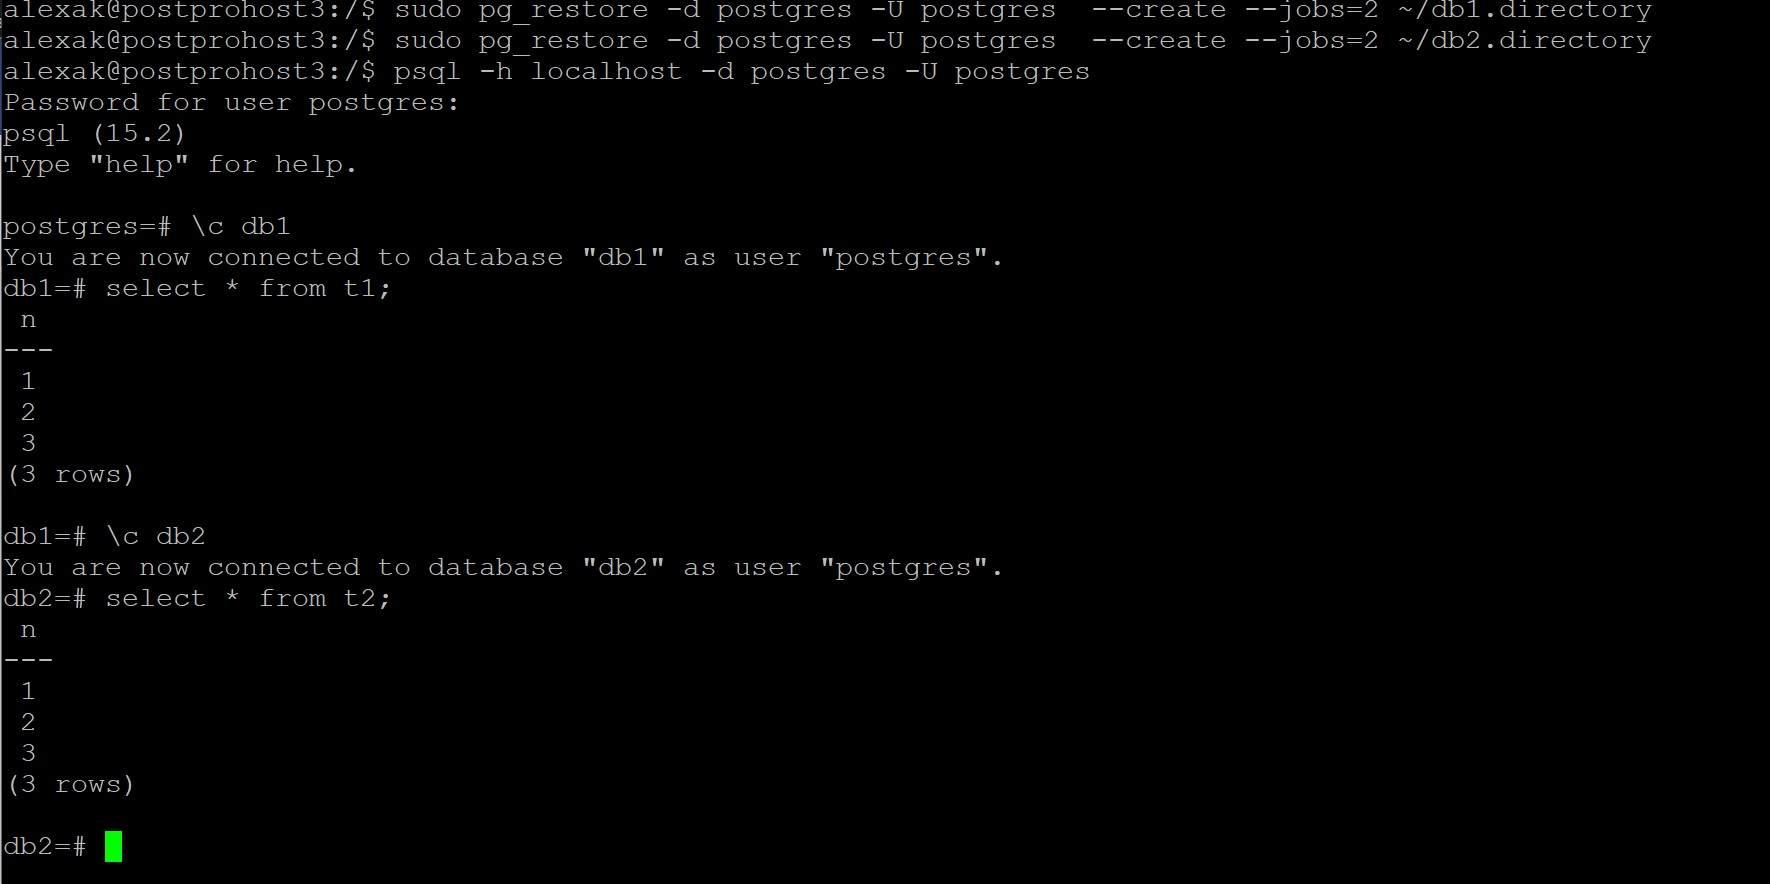 alexak@postprohost3:/$ sudo pg_restore -d postgres -U postgres  --create --jobs=2 ~/db1.directory
alexak@postprohost3:/$ sudo pg_restore -d postgres -U postgres  --create --jobs=2 ~/db2.directory
alexak@postprohost3:/$ psql -h localhost -d postgres -U postgres
Password for user postgres:
psql (15.2)
Type "help" for help.
postgres=# \c db1
You are now connected to database "db1" as user "postgres".
db1=# select * from t1;
n
---
1
2
3
(3 rows)
db1=# \c db2
You are now connected to database "db2" as user "postgres".
db2=# select * from t2;
n
---
1
2
3
(3 rows)
db2=#